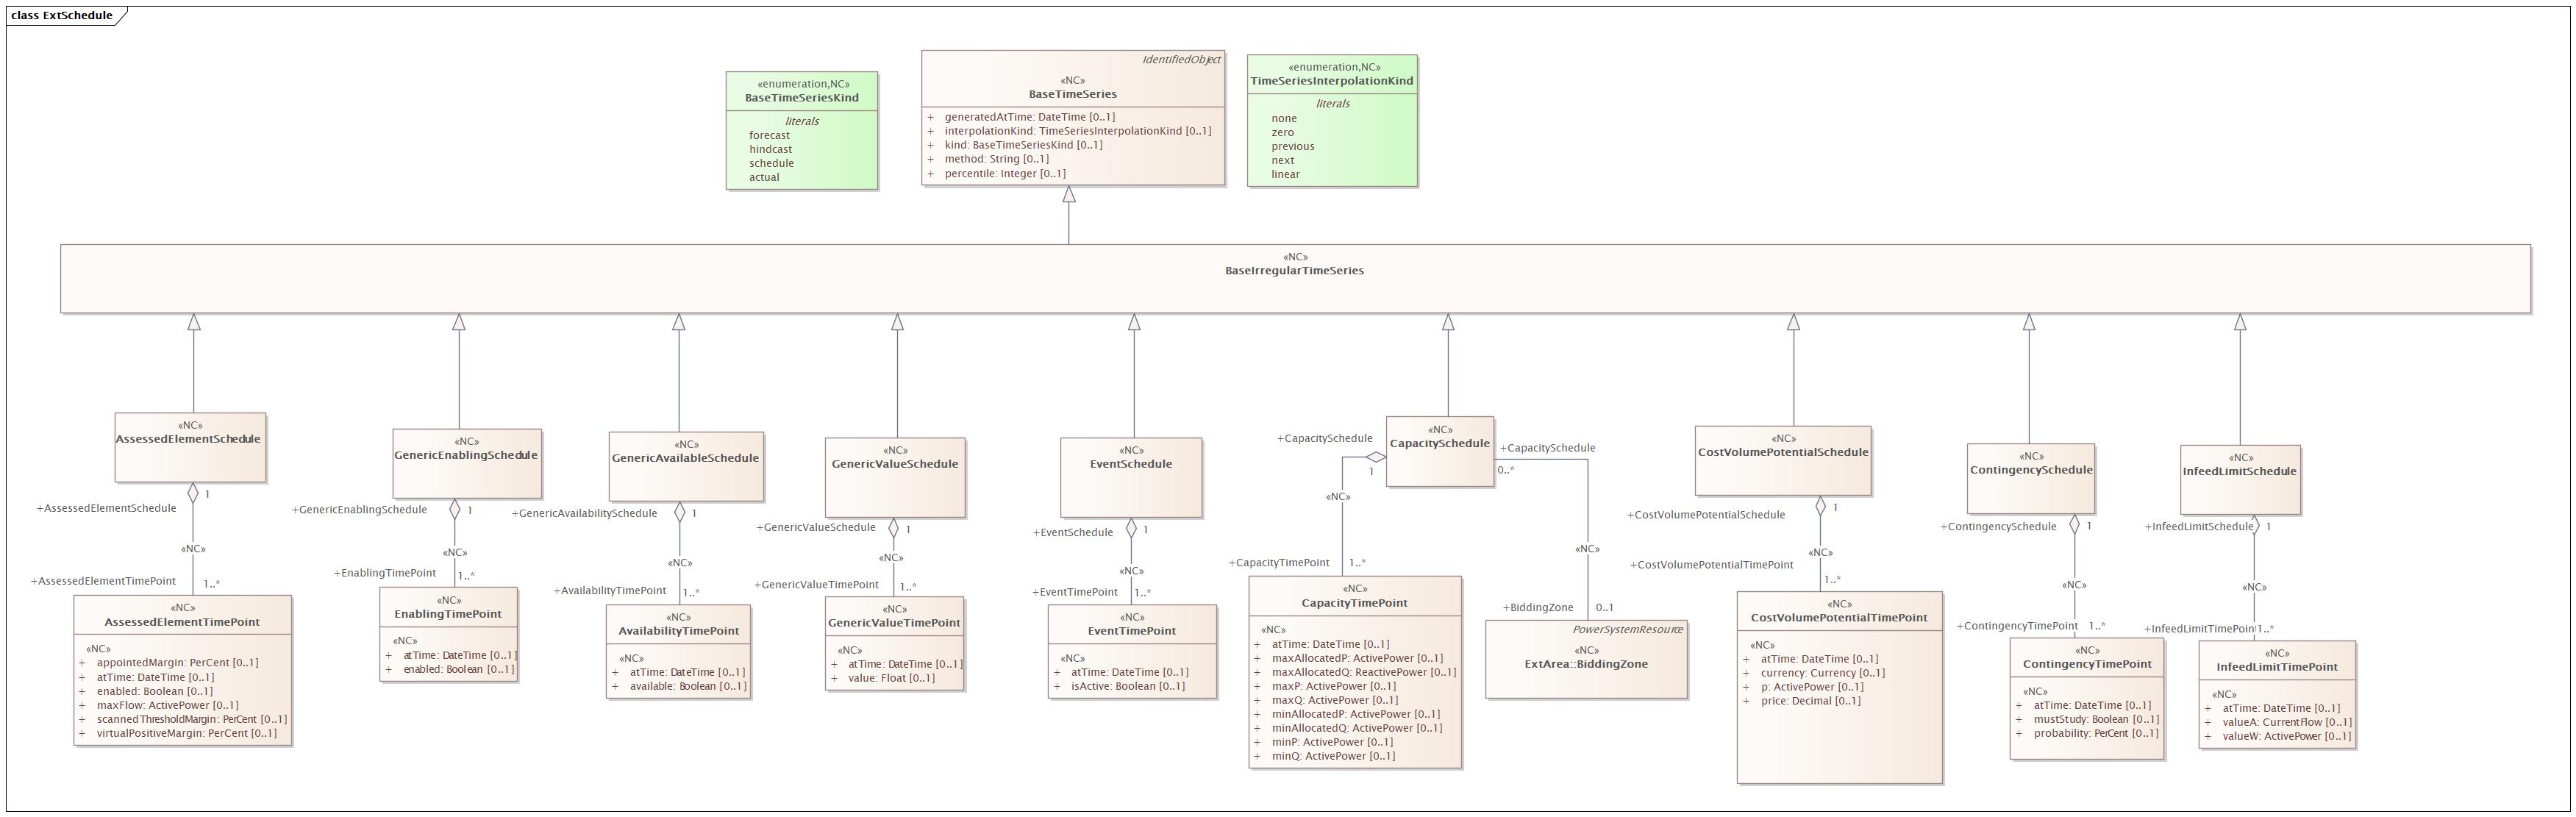 class ExtSchedule
«enumeration,NC»
BaseTimeSeriesKind
literals
forecast
hindcast
schedule
actual
IdentifiedObject
«NC»
BaseTimeSeries
+ generatedAtTime: DateTime [0..1]
+ interpolationKind: TimeSeriesInterpolationKind [0..1]
+ kind: BaseTimeSeriesKind [0..1]
+ method: String [0..1]
+ percentile: Integer [0..1]
«enumeration,NC»
TimeSeriesInterpolationKind
literals
none
zero
previous
next
linear
«NC»
BaseIrregularTimeSeries
«NC»
AssessedElementSchedule
+AssessedElementSchedule
1
«NC»
+AssessedElementTimePoint
1..*
«NC»
AssessedElementTimePoint
«NC»
+ appointedMargin: PerCent [0..1]
+ atTime: DateTime [0..1]
+ enabled: Boolean [0..1]
+ maxFlow: ActivePower [0..1]
+ scannedThresholdMargin: PerCent [0..1]
+ virtualPositiveMargin: PerCent [0..1]
«NC»
GenericEnablingSchedule
+GenericEnablingSchedule
1
«NC»
+EnablingTimePoint
1..*
«NC»
EnablingTimePoint
«NC»
+ atTime: DateTime [0..1]
+ enabled: Boolean [0..1]
«NC»
GenericAvailableSchedule
+GenericAvailabilitySchedule
1
«NC»
+AvailabilityTimePoint
1..*
«NC»
AvailabilityTimePoint
«NC»
+ atTime: DateTime [0..1]
+ available: Boolean [0..1]
«NC»
GenericValueSchedule
+GenericValueSchedule
1
«NC»
+GenericValueTimePoint
1..*
«NC»
GenericValueTimePoint
«NC»
+ atTime: DateTime [0..1]
+ value: Float [0..1]
«NC»
EventSchedule
+EventSchedule
1
«NC»
+EventTimePoint
1..*
«NC»
EventTimePoint
«NC»
+ atTime: DateTime [0..1]
+ isActive: Boolean [0..1]
«NC»
CapacitySchedule
+CapacitySchedule
1
«NC»
+CapacityTimePoint
1..*
«NC»
CapacityTimePoint
«NC»
+ atTime: DateTime [0..1]
+ maxAllocatedP: ActivePower [0..1]
+ maxAllocatedQ: ReactivePower [0..1]
+ maxP: ActivePower [0..1]
+ maxQ: ActivePower [0..1]
+ minAllocatedP: ActivePower [0..1]
+ minAllocatedQ: ActivePower [0..1]
+ minP: ActivePower [0..1]
+ minQ: ActivePower [0..1]
+CapacitySchedule
0..*
«NC»
+BiddingZone
0..1
PowerSystemResource
«NC»
ExtArea::BiddingZone
«NC»
CostVolumePotentialSchedule
+CostVolumePotentialSchedule
1
«NC»
+CostVolumePotentialTimePoint
1..*
«NC»
CostVolumePotentialTimePoint
«NC»
+ atTime: DateTime [0..1]
+ currency: Currency [0..1]
+ p: ActivePower [0..1]
+ price: Decimal [0..1]
«NC»
ContingencySchedule
+ContingencySchedule
1
«NC»
+ContingencyTimePoint
1..*
«NC»
ContingencyTimePoint
«NC»
+ atTime: DateTime [0..1]
+ mustStudy: Boolean [0..1]
+ probability: PerCent [0..1]
«NC»
InfeedLimitSchedule
+InfeedLimitSchedule
1
«NC»
+InfeedLimitTimePoint
1..*
«NC»
InfeedLimitTimePoint
«NC»
+ atTime: DateTime [0..1]
+ valueA: CurrentFlow [0..1]
+ valueW: ActivePower [0..1]